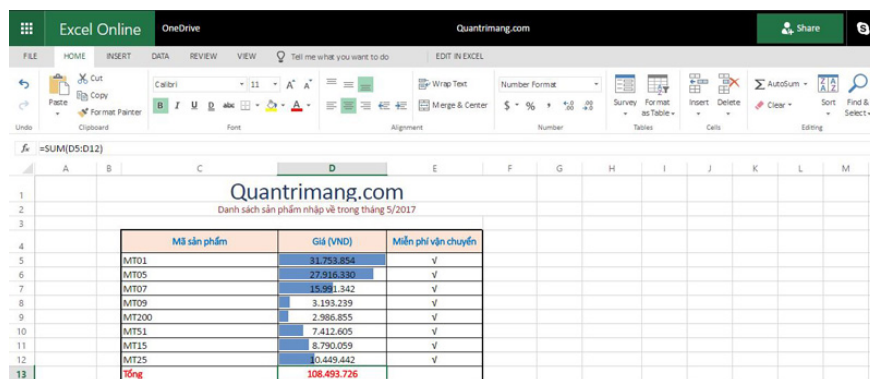 Excel Online OneDrive Quantrimang.com Share
FILE HOME INSERT DATA REVIEW VIEW Tell me what you want to do EDIT IN EXCEL
Cut
Copy
Format Painter
Paste
Calibri 11
B I U D abc A
Wrap Text
Merge & Center
Number Format
$ % ,
Survey Format as Table
Insert Delete
AutoSum
Clear
Sort Find & Select
Undo Clipboard Font Alignment Number Tables Cells Editing
fx =SUM(D5:D12)
A B C D E F G H I J K L M
1 Quantrimang.com
2 Danh sách sản phẩm nhập về trong tháng 5/2017
3
4 Mã sản phẩm Giá (VND) Miễn phí vận chuyển
5 MT01 31.753.854 √
6 MT05 27.916.330 √
7 MT07 15.991.342 √
8 MT09 3.193.239 √
9 MT200 2.986.855 √
10 MT51 7.412.605 √
11 MT15 8.790.059 √
12 MT25 10.449.442 √
13 Tổng 108.493.726